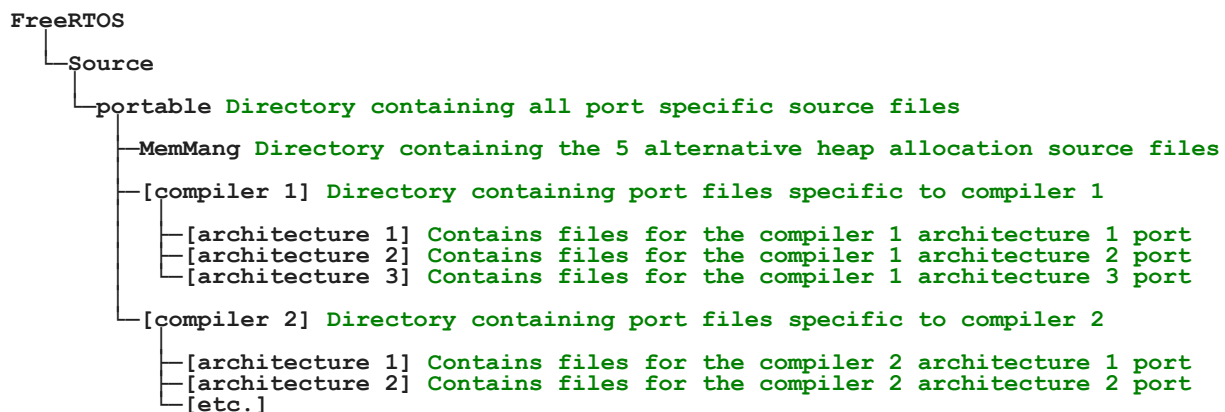 FreeRTOS
Source
portable Directory containing all port specific source files
MemMang Directory containing the 5 alternative heap allocation source files
[compiler 1] Directory containing port files specific to compiler 1
[architecture 1] Contains files for the compiler 1 architecture 1 port
[architecture 2] Contains files for the compiler 1 architecture 2 port
[architecture 3] Contains files for the compiler 1 architecture 3 port
[compiler 2] Directory containing port files specific to compiler 2
[architecture 1] Contains files for the compiler 2 architecture 1 port
[architecture 2] Contains files for the compiler 2 architecture 2 port
[etc.]